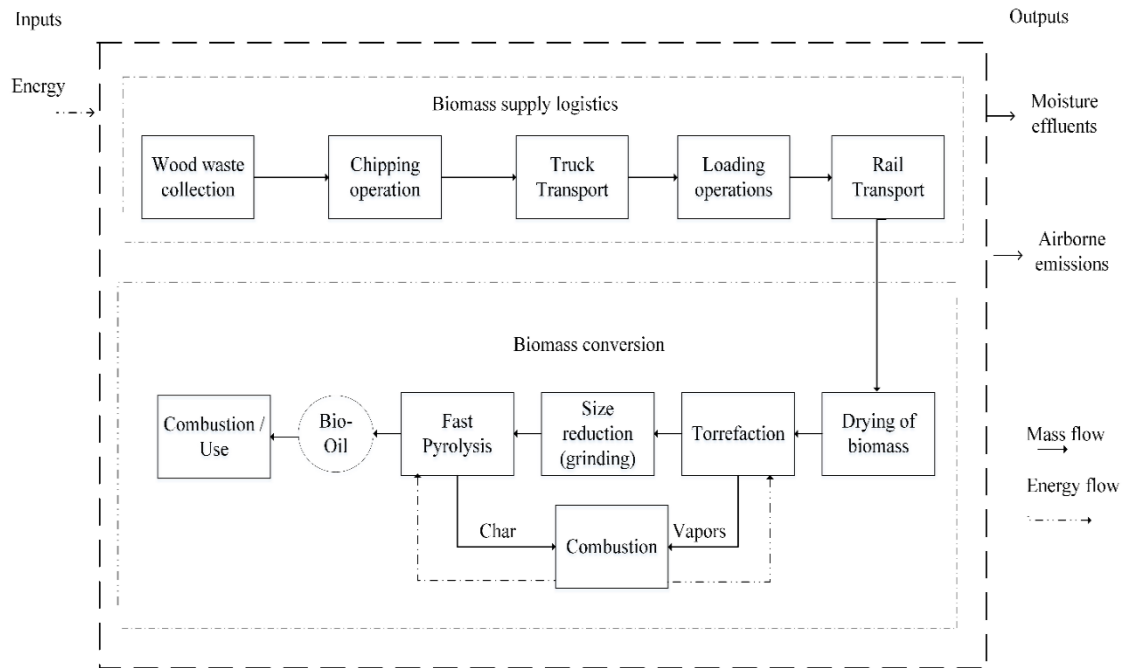 Inputs
Outputs
Energy
Biomass supply logistics
Moisture
effluents
Wood waste
collection
Chipping
operation
Truck
Transport
Loading
operations
Rail
Transport
Airborne
emissions
Biomass conversion
Combustion /
Use
Bio-
Oil
Fast
Pyrolysis
Size
reduction
(grinding)
Torrefaction
Drying of
biomass
Mass flow
Energy flow
Char
Combustion
Vapors